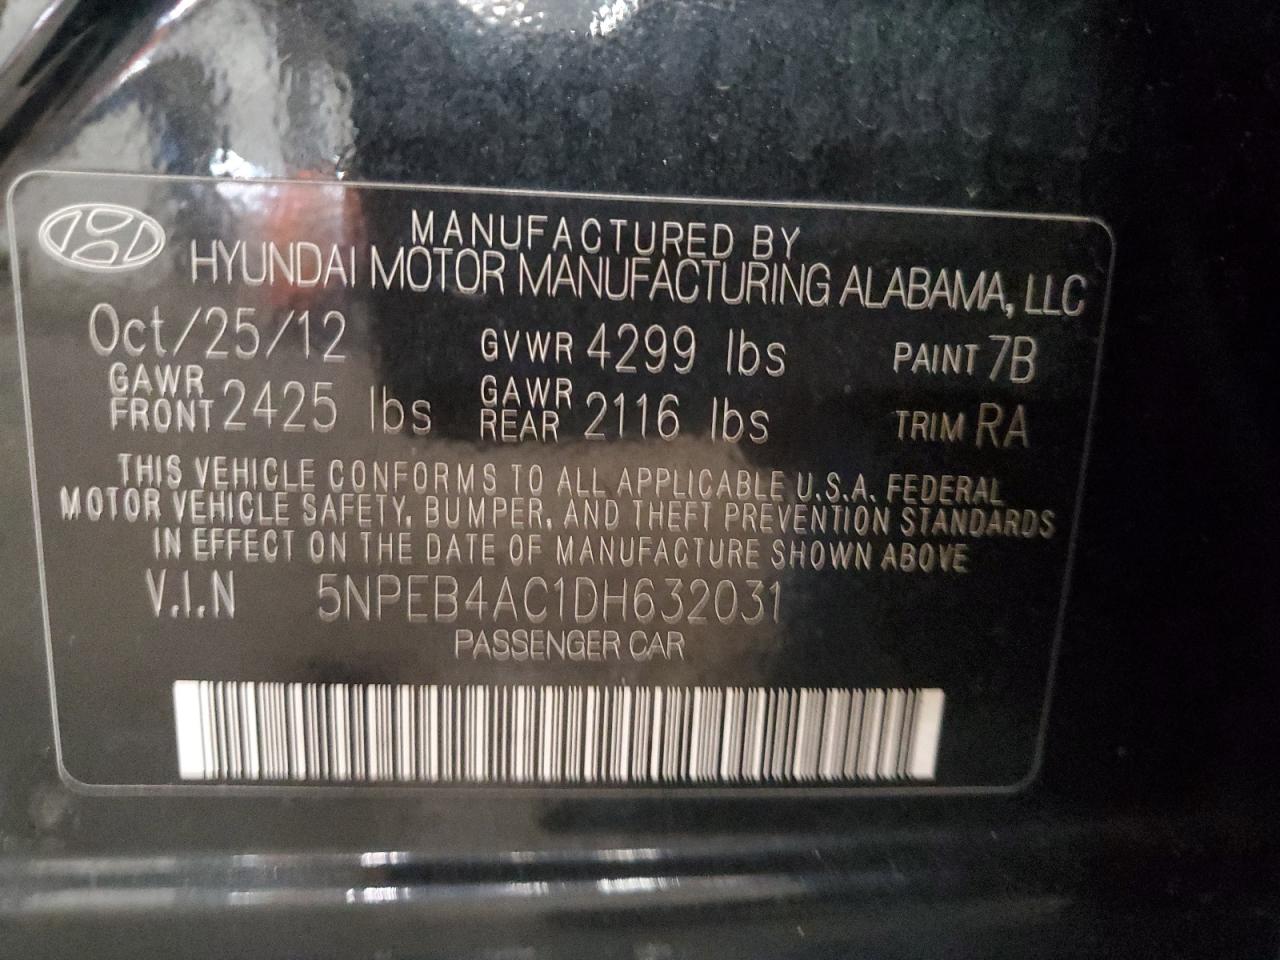 MANUFACTURED BY
HYUNDAI MOTOR MANUFACTURING ALABAMA, LLC
Oct/25/12 GVWR 4299 lbs PAINT 7B
GAWR FRONT 2425 lbs GAWR REAR 2116 lbs TRIM RA
THIS VEHICLE CONFORMS TO ALL APPLICABLE U.S.A. FEDERAL
MOTOR VEHICLE SAFETY, BUMPER, AND THEFT PREVENTION STANDARDS
IN EFFECT ON THE DATE OF MANUFACTURE SHOWN ABOVE
V.I.N 5NPEB4AC1DH632031
PASSENGER CAR